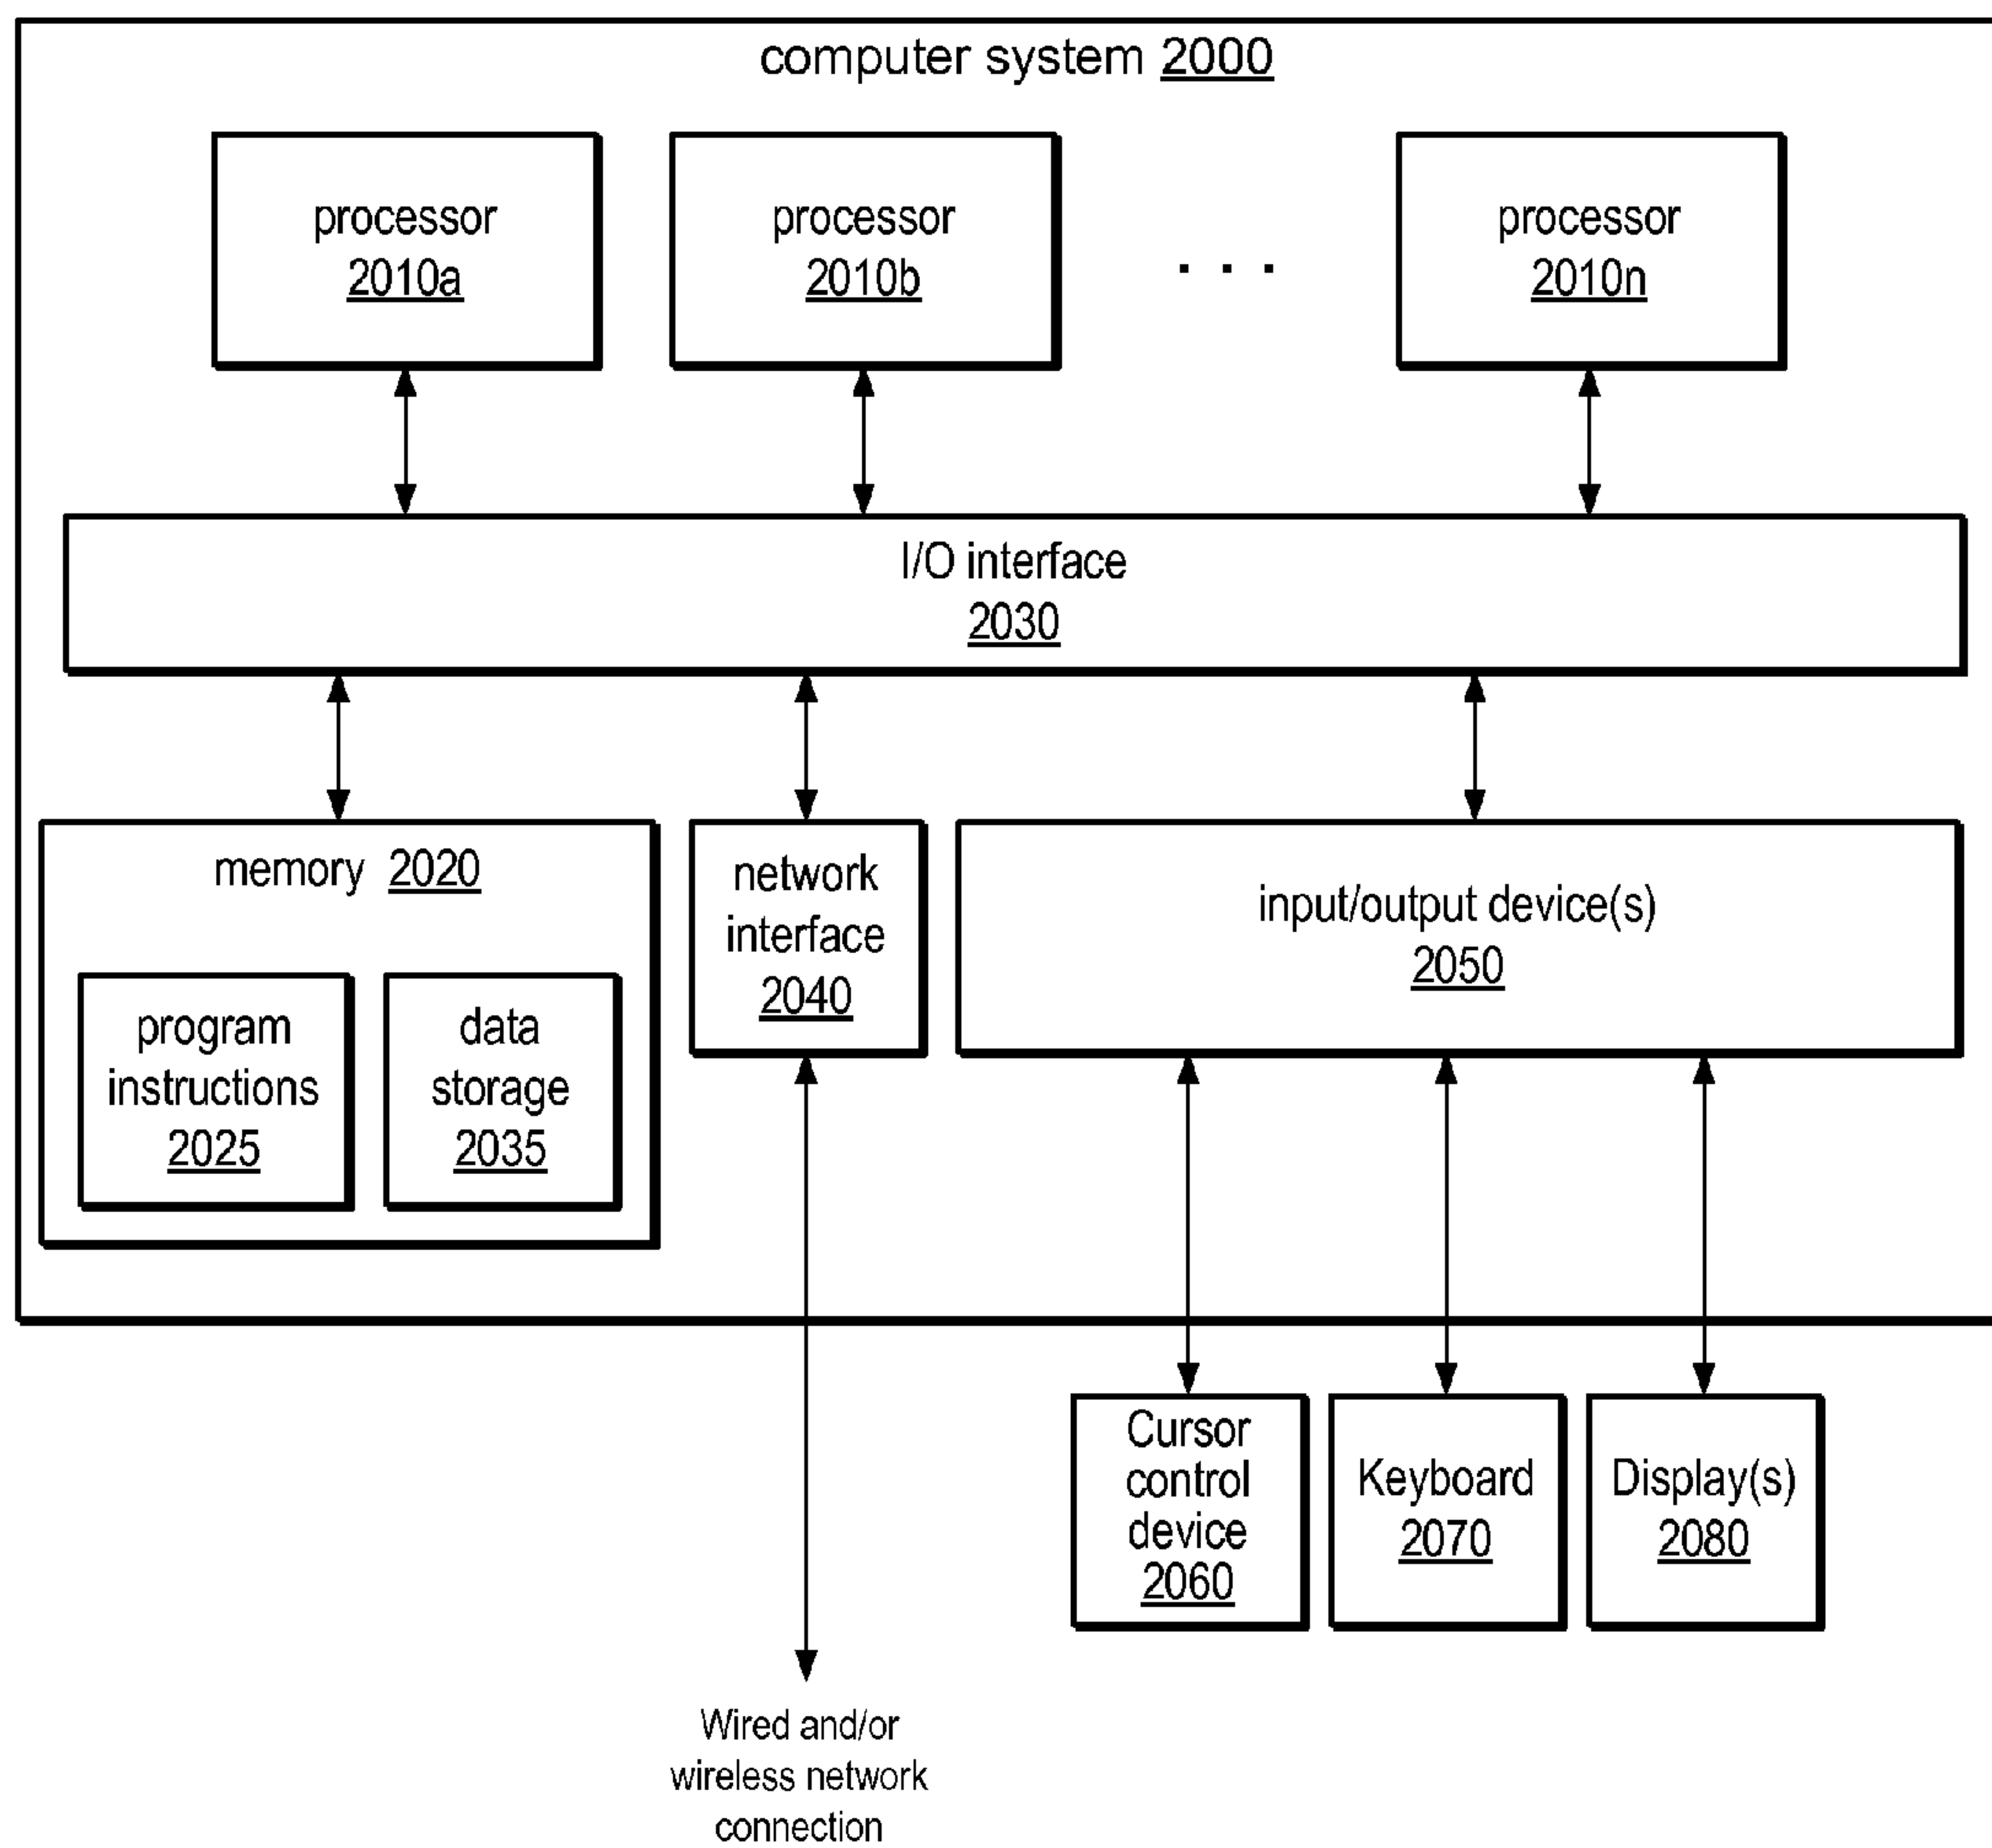 computer system 2000
processor
2010a
processor
2010b
. . .
processor
2010n
I/O interface
2030
memory 2020
program
instructions
2025
data
storage
2035
network
interface
2040
input/output device(s)
2050
Cursor
control
device
2060
Keyboard
2070
Display(s)
2080
Wired and/or
wireless network
connection